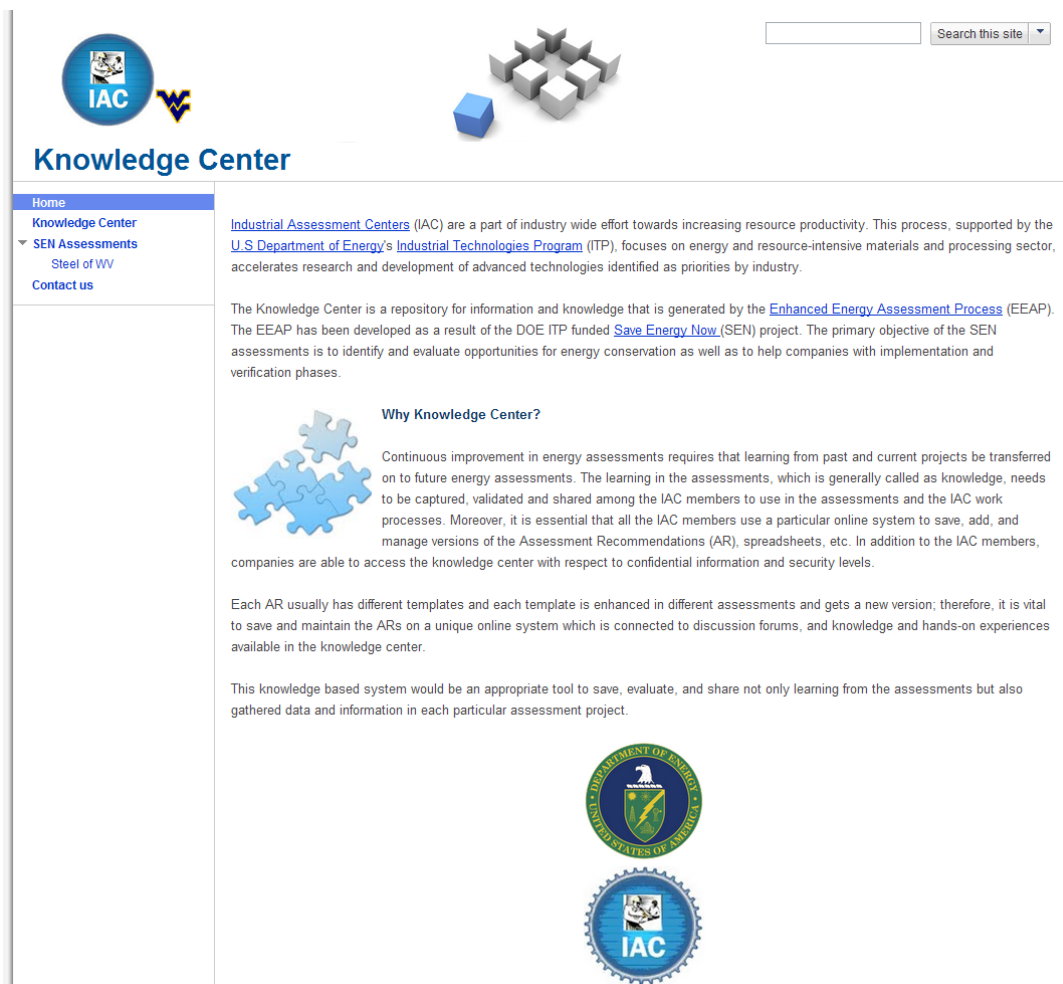 Search this site
IAC
WV
Knowledge Center
Home
Knowledge Center
SEN Assessments
Steel of WV
Contact us
Industrial Assessment Centers (IAC) are a part of industry wide effort towards increasing resource productivity. This process, supported by the
U.S Department of Energy's Industrial Technologies Program (ITP), focuses on energy and resource-intensive materials and processing sector,
accelerates research and development of advanced technologies identified as priorities by industry.
The Knowledge Center is a repository for information and knowledge that is generated by the Enhanced Energy Assessment Process (EEAP).
The EEAP has been developed as a result of the DOE ITP funded Save Energy Now (SEN) project. The primary objective of the SEN
assessments is to identify and evaluate opportunities for energy conservation as well as to help companies with implementation and
verification phases.
Why Knowledge Center?
Continuous improvement in energy assessments requires that learning from past and current projects be transferred
on to future energy assessments. The learning in the assessments, which is generally called as knowledge, needs
to be captured, validated and shared among the IAC members to use in the assessments and the IAC work
processes. Moreover, it is essential that all the IAC members use a particular online system to save, add, and
manage versions of the Assessment Recommendations (AR), spreadsheets, etc. In addition to the IAC members,
companies are able to access the knowledge center with respect to confidential information and security levels.
Each AR usually has different templates and each template is enhanced in different assessments and gets a new version; therefore, it is vital
to save and maintain the ARs on a unique online system which is connected to discussion forums, and knowledge and hands-on experiences
available in the knowledge center.
This knowledge based system would be an appropriate tool to save, evaluate, and share not only learning from the assessments but also
gathered data and information in each particular assessment project.
DEPARTMENT OF ENERGY
UNITED STATES OF AMERICA
IAC